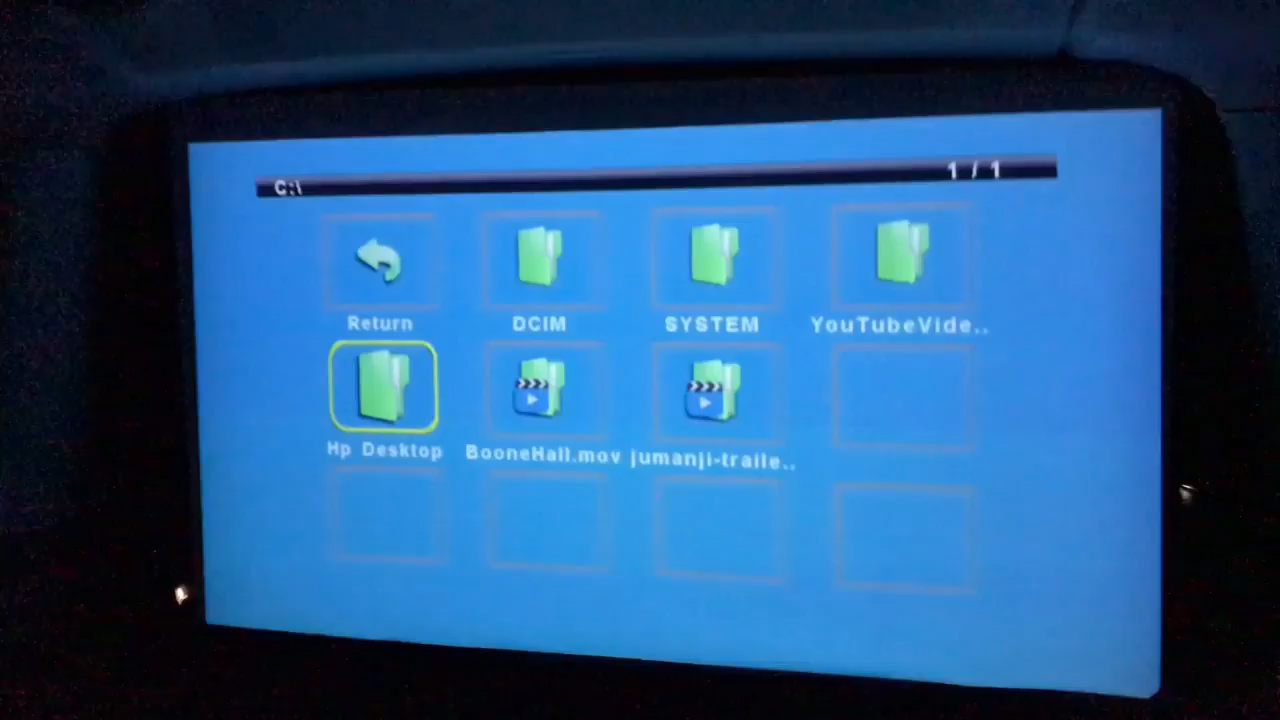 C:\ 1 / 1
Return DCIM SYSTEM YouTubeVide..
Hp Desktop BooneHall.mov jumanji-traile..